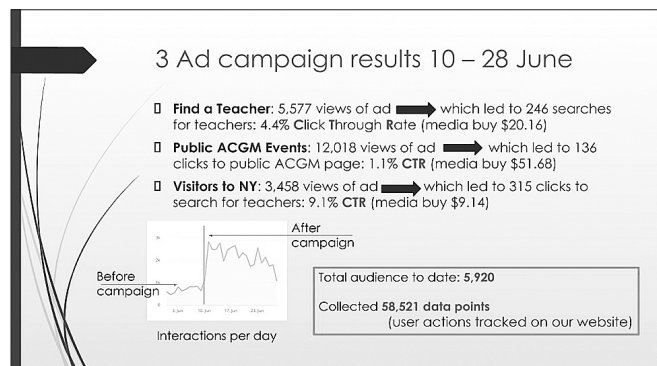 3 Ad campaign results 10 – 28 June
Find a Teacher: 5,577 views of ad which led to 246 searches
for teachers: 4.4% Click Through Rate (media buy $20.16)
Public ACGM Events: 12,018 views of ad which led to 136
clicks to public ACGM page: 1.1% CTR (media buy $51.68)
Visitors to NY: 3,458 views of ad which led to 315 clicks to
search for teachers: 9.1% CTR (media buy $9.14)
After
campaign
Before
campaign
Interactions per day
Total audience to date: 5,920
Collected 58,521 data points
(user actions tracked on our website)